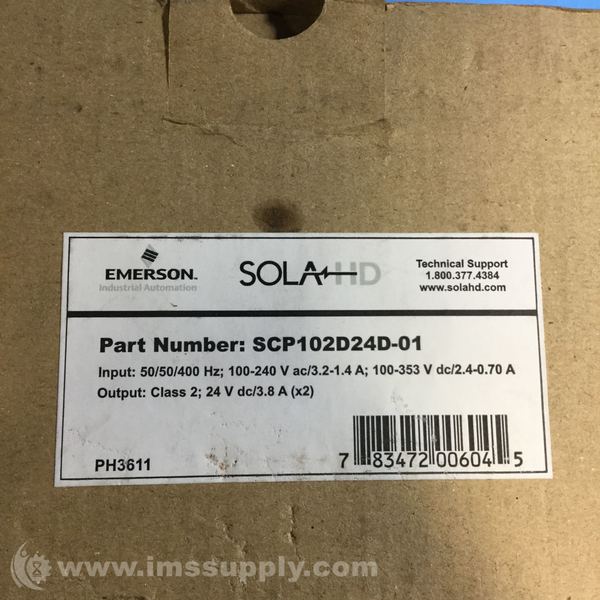 EMERSON™
Industrial Automation
SOLA HD
Technical Support
1.800.377.4384
www.solahd.com
Part Number: SCP102D24D-01
Input: 50/50/400 Hz; 100-240 V ac/3.2-1.4 A; 100-353 V dc/2.4-0.70 A
Output: Class 2; 24 V dc/3.8 A (x2)
PH3611
7 83472 00604 5
© www.imssupply.com